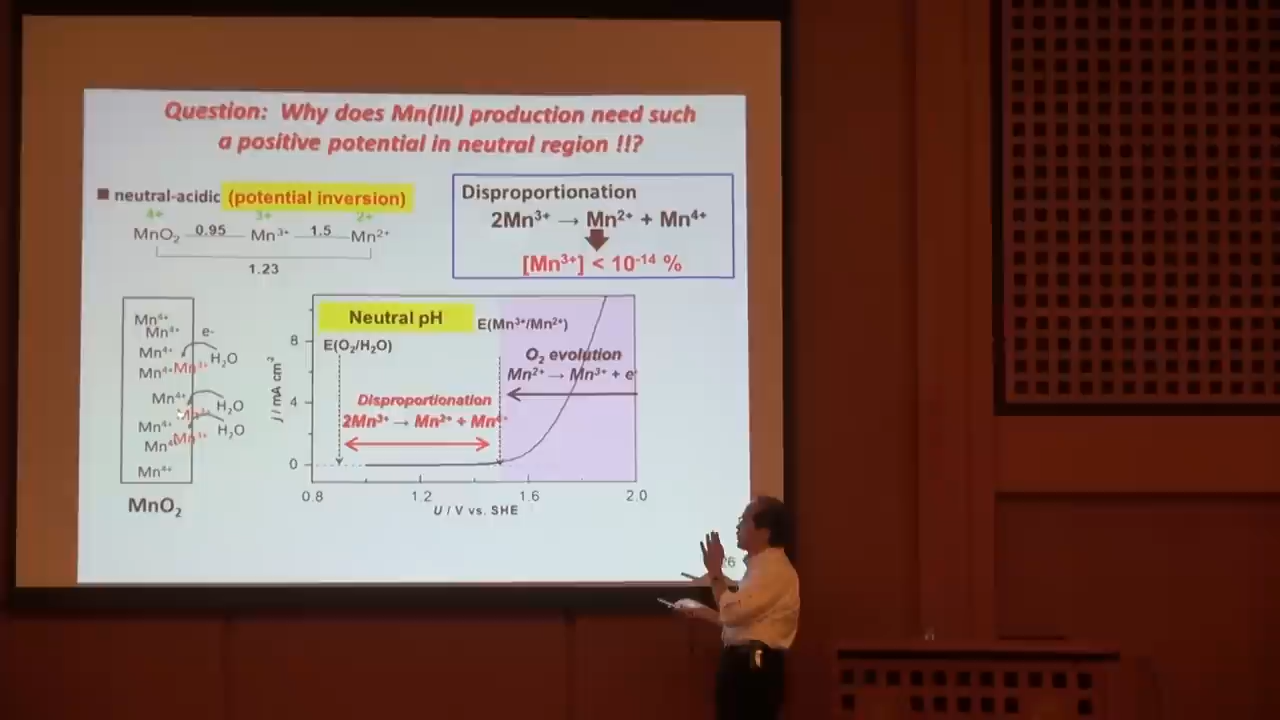 Question: Why does Mn(III) production need such
a positive potential in neutral region !!?
neutral-acidic (potential inversion)
4+ 3+ 2+
MnO₂ 0.95 Mn³⁺ 1.5 Mn²⁺
1.23
Disproportionation
2Mn³⁺ → Mn²⁺ + Mn⁴⁺
[Mn³⁺] < 10⁻¹⁴ %
Mn⁴⁺
Mn⁴⁺
e-
Mn⁴⁺
H₂O
Mn⁴⁺ Mn³⁺
Mn⁴⁺
H₂O
Mn³⁺
Mn⁴⁺
H₂O
Mn⁴⁺ Mn³⁺
Mn⁴⁺
MnO₂
Neutral pH
E(Mn³⁺/Mn²⁺)
E(O₂/H₂O)
O₂ evolution
Mn²⁺ → Mn³⁺ + e⁻
Disproportionation
2Mn³⁺ → Mn²⁺ + Mn⁴⁺
j / mA cm⁻²
8
4
0
0.8 1.2 1.6 2.0
U / V vs. SHE
26